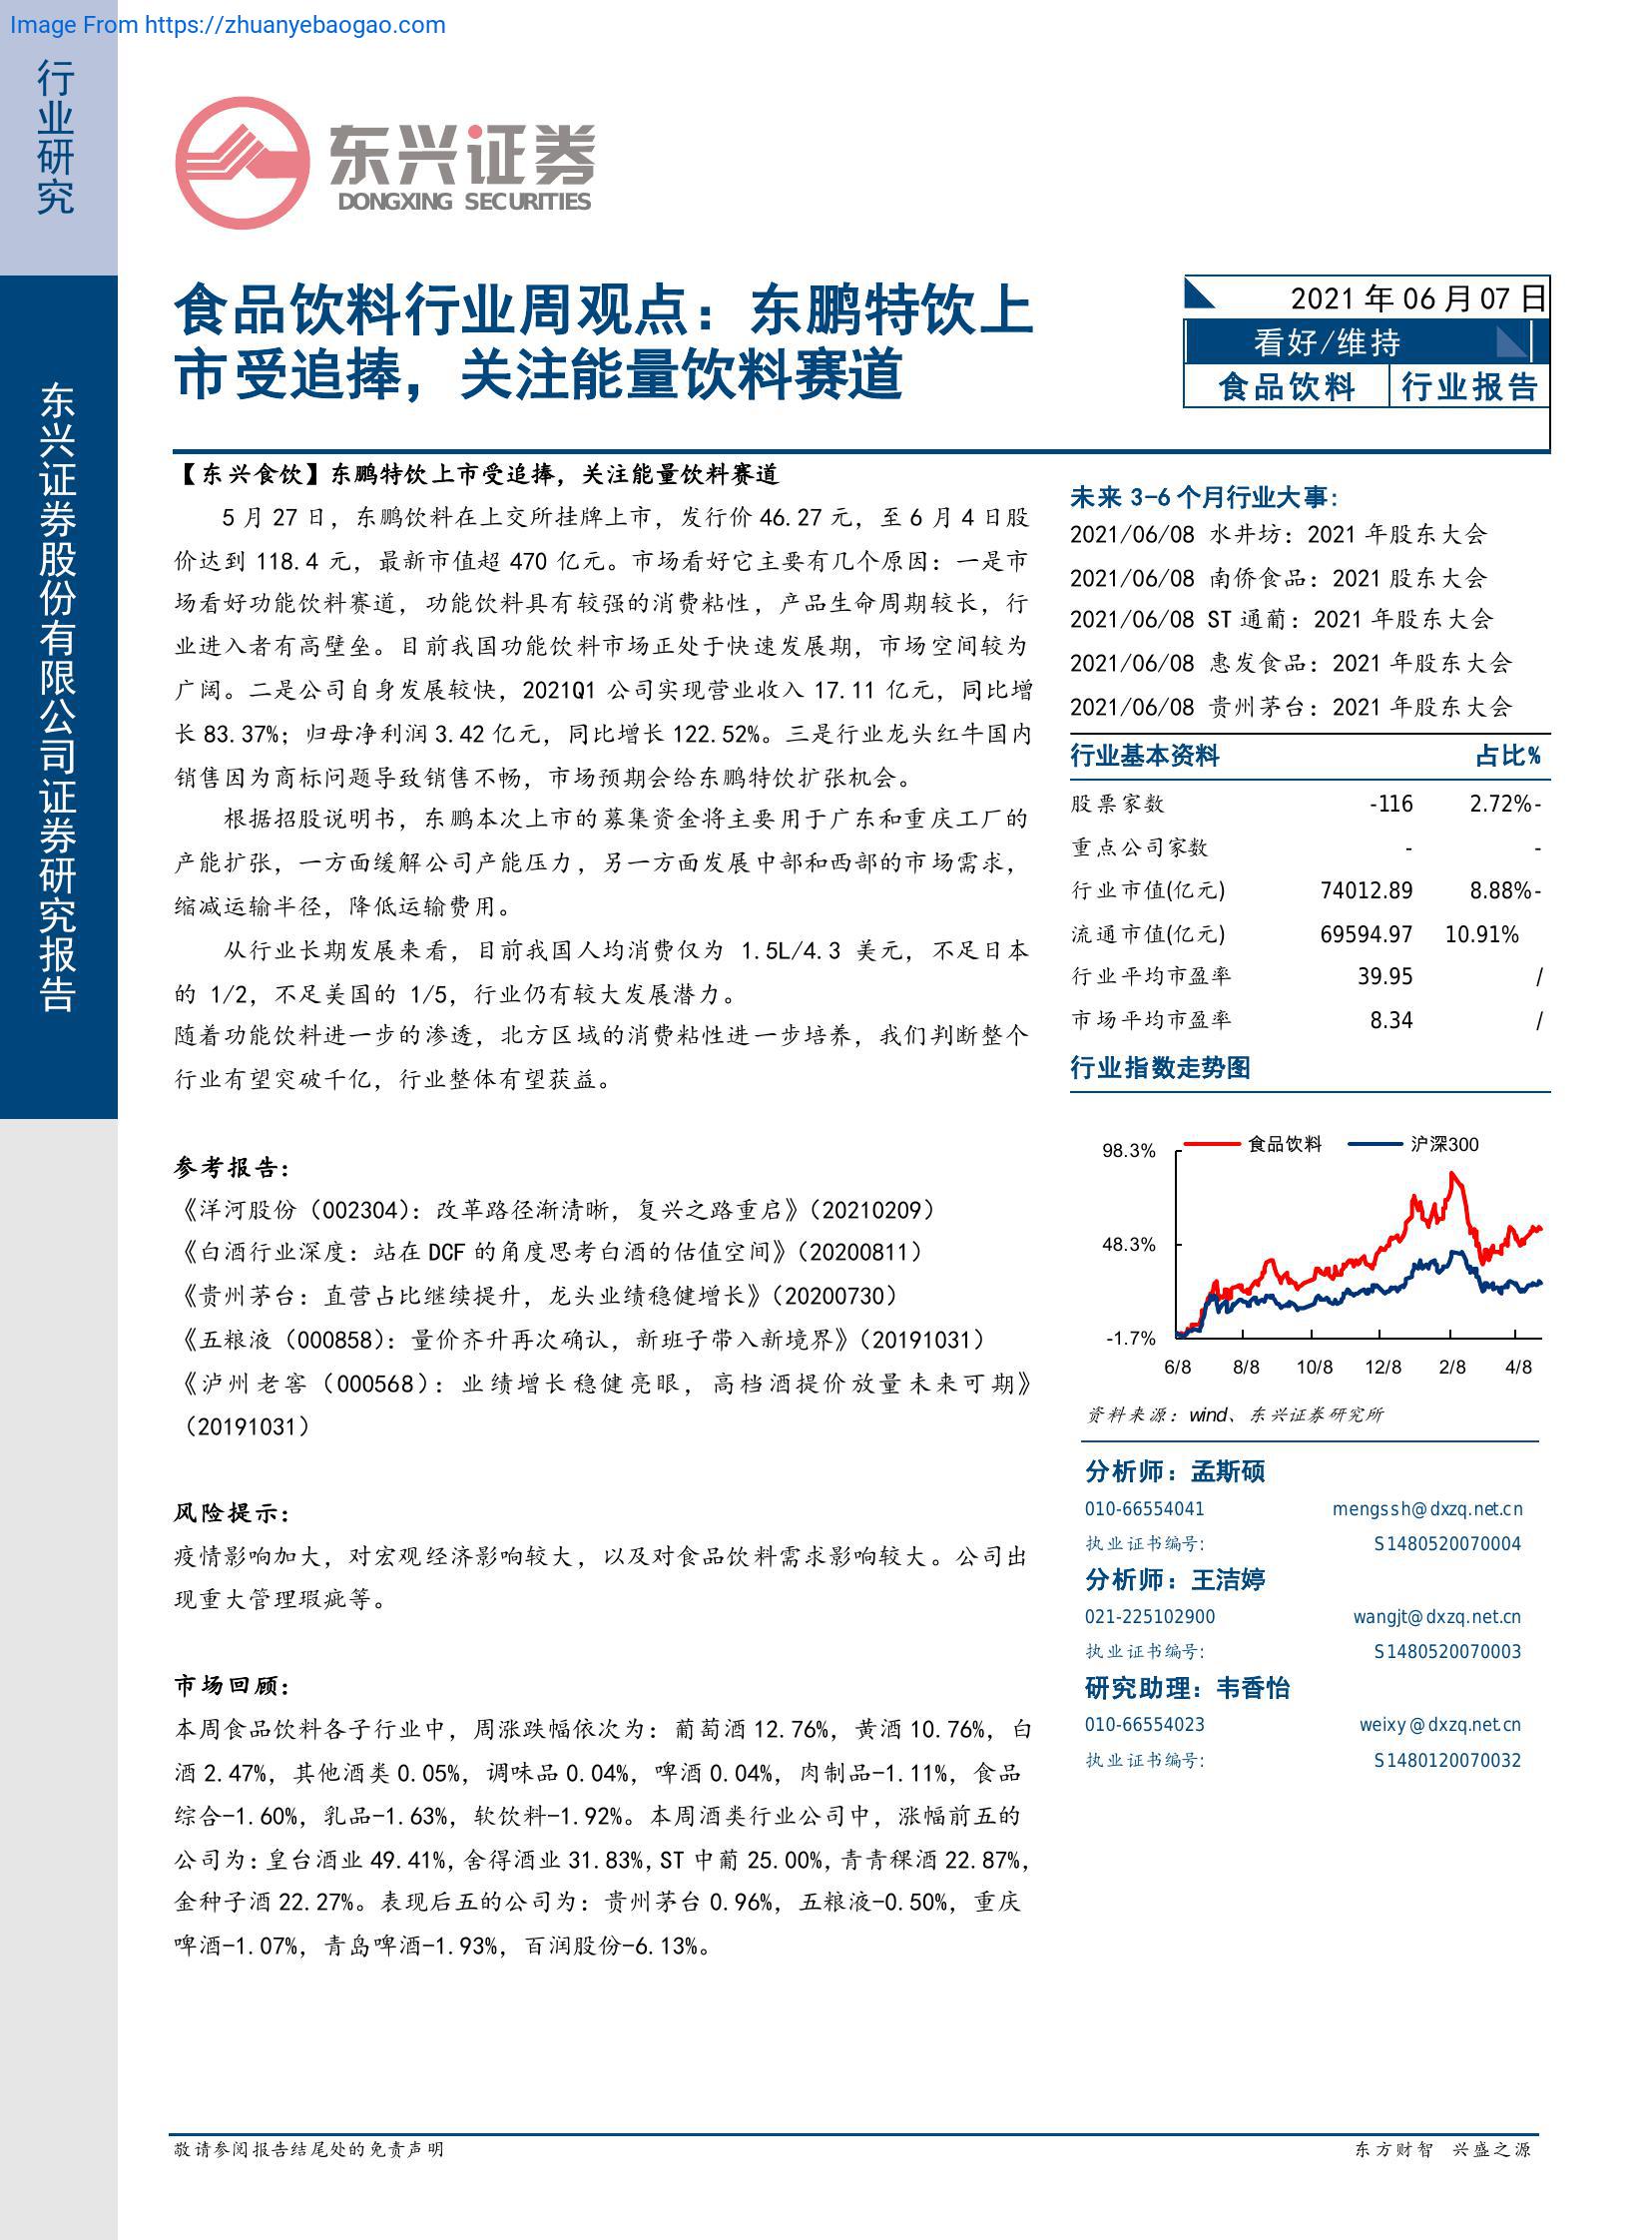 Image From https://zhuanyebaogao.com
行业研究
东兴证券股份有限公司证券研究报告
东兴证券
DONGXING SECURITIES
食品饮料行业周观点：东鹏特饮上
市受追捧，关注能量饮料赛道
2021 年 06 月 07 日
看好/维持
食品饮料 行业报告
【东兴食饮】东鹏特饮上市受追捧，关注能量饮料赛道
5 月 27 日，东鹏饮料在上交所挂牌上市，发行价 46.27 元，至 6 月 4 日股
价达到 118.4 元，最新市值超 470 亿元。市场看好它主要有几个原因：一是市
场看好功能饮料赛道，功能饮料具有较强的消费粘性，产品生命周期较长，行
业进入者有高壁垒。目前我国功能饮料市场正处于快速发展期，市场空间较为
广阔。二是公司自身发展较快，2021Q1 公司实现营业收入 17.11 亿元，同比增
长 83.37%；归母净利润 3.42 亿元，同比增长 122.52%。三是行业龙头红牛国内
销售因为商标问题导致销售不畅，市场预期会给东鹏特饮扩张机会。
根据招股说明书，东鹏本次上市的募集资金将主要用于广东和重庆工厂的
产能扩张，一方面缓解公司产能压力，另一方面发展中部和西部的市场需求，
缩减运输半径，降低运输费用。
从行业长期发展来看，目前我国人均消费仅为 1.5L/4.3 美元，不足日本
的 1/2，不足美国的 1/5，行业仍有较大发展潜力。
随着功能饮料进一步的渗透，北方区域的消费粘性进一步培养，我们判断整个
行业有望突破千亿，行业整体有望获益。
参考报告：
《洋河股份（002304）：改革路径渐清晰，复兴之路重启》（20210209）
《白酒行业深度：站在 DCF 的角度思考白酒的估值空间》（20200811）
《贵州茅台：直营占比继续提升，龙头业绩稳健增长》（20200730）
《五粮液（000858）：量价齐升再次确认，新班子带入新境界》（20191031）
《泸州老窖（000568）：业绩增长稳健亮眼，高档酒提价放量未来可期》
（20191031）
风险提示：
疫情影响加大，对宏观经济影响较大，以及对食品饮料需求影响较大。公司出
现重大管理瑕疵等。
市场回顾：
本周食品饮料各子行业中，周涨跌幅依次为：葡萄酒 12.76%，黄酒 10.76%，白
酒 2.47%，其他酒类 0.05%，调味品 0.04%，啤酒 0.04%，肉制品-1.11%，食品
综合-1.60%，乳品-1.63%，软饮料-1.92%。本周酒类行业公司中，涨幅前五的
公司为：皇台酒业 49.41%，舍得酒业 31.83%，ST 中葡 25.00%，青青稞酒 22.87%，
金种子酒 22.27%。表现后五的公司为：贵州茅台 0.96%，五粮液-0.50%，重庆
啤酒-1.07%，青岛啤酒-1.93%，百润股份-6.13%。
未来 3-6 个月行业大事：
2021/06/08 水井坊：2021 年股东大会
2021/06/08 南侨食品：2021 股东大会
2021/06/08 ST 通葡：2021 年股东大会
2021/06/08 惠发食品：2021 年股东大会
2021/06/08 贵州茅台：2021 年股东大会
行业基本资料 占比%
股票家数 -116 2.72%-
重点公司家数 - -
行业市值(亿元) 74012.89 8.88%-
流通市值(亿元) 69594.97 10.91%
行业平均市盈率 39.95 /
市场平均市盈率 8.34 /
行业指数走势图
食品饮料 沪深300
98.3%
48.3%
-1.7%
6/8 8/8 10/8 12/8 2/8 4/8
资料来源：wind、东兴证券研究所
分析师：孟斯硕
010-66554041 mengssh@dxzq.net.cn
执业证书编号: S1480520070004
分析师：王洁婷
021-225102900 wangjt@dxzq.net.cn
执业证书编号: S1480520070003
研究助理：韦香怡
010-66554023 weixy@dxzq.net.cn
执业证书编号: S1480120070032
敬请参阅报告结尾处的免责声明
东方财智 兴盛之源